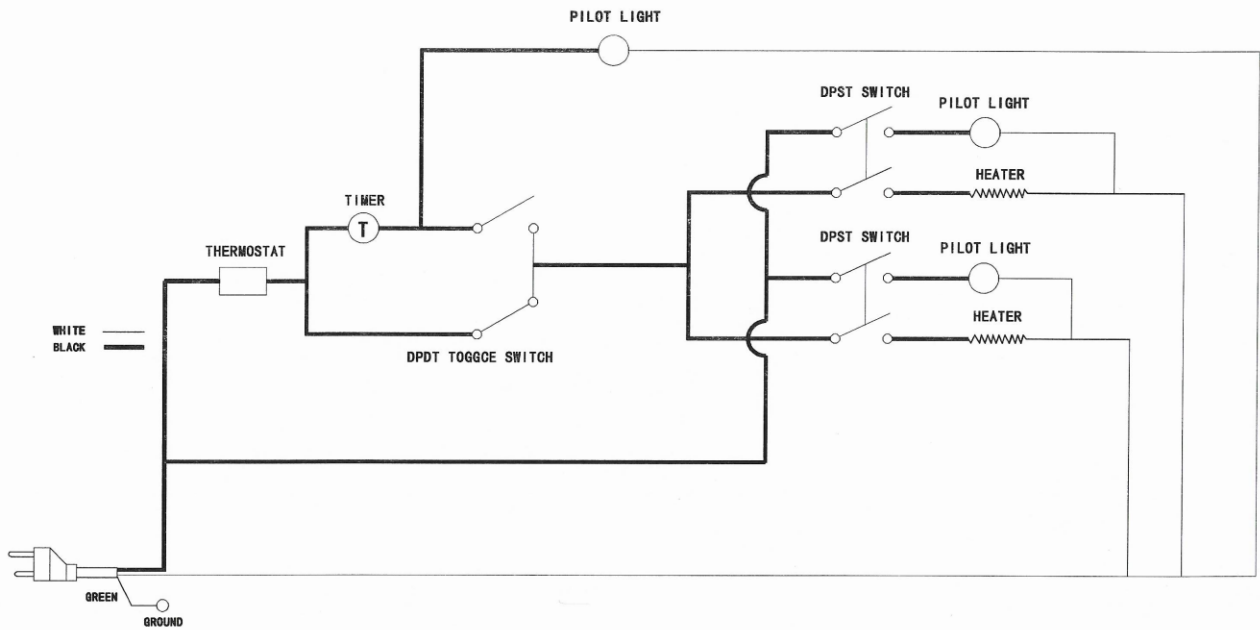 PILOT LIGHT
DPST SWITCH
PILOT LIGHT
HEATER
TIMER
T
THERMOSTAT
DPST SWITCH
PILOT LIGHT
HEATER
WHITE
BLACK
DPDT TOGGCE SWITCH
GREEN
GROUND